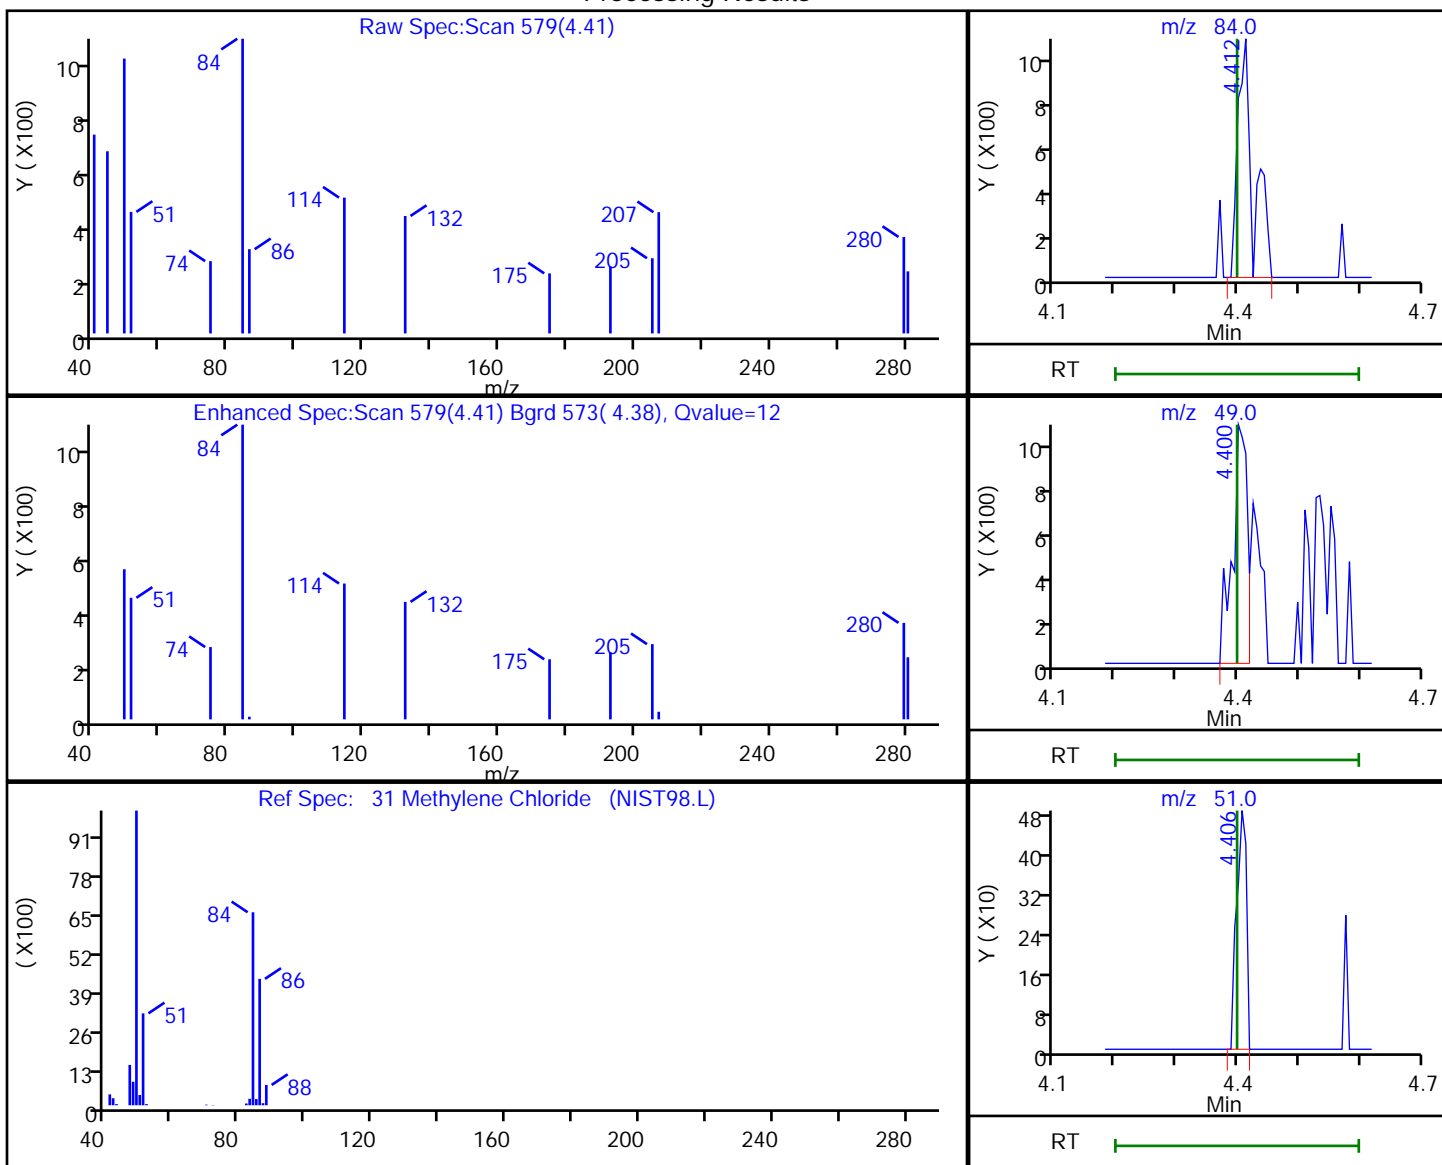 Processing Results
Raw Spec:Scan 579(4.41)
Y ( X100)
10
8
6
4
2
0
84
51
74
86
114
132
175
205
207
280
40 80 120 160 200 240 280
m/z
m/z 84.0
Y ( X100)
10
8
6
4
2
0
4.412
4.1 4.4 4.7
Min
RT
Enhanced Spec:Scan 579(4.41) Bgrd 573( 4.38), Qvalue=12
Y ( X100)
10
8
6
4
2
0
84
51
74
114
132
175
205
280
40 80 120 160 200 240 280
m/z
m/z 49.0
Y ( X100)
10
8
6
4
2
0
4.400
4.1 4.4 4.7
Min
RT
Ref Spec: 31 Methylene Chloride (NIST98.L)
( X100)
91
78
65
52
39
26
13
0
84
86
51
88
40 80 120 160 200 240 280
m/z 51.0
Y ( X10)
48
40
32
24
16
8
0
4.406
4.1 4.4 4.7
Min
RT